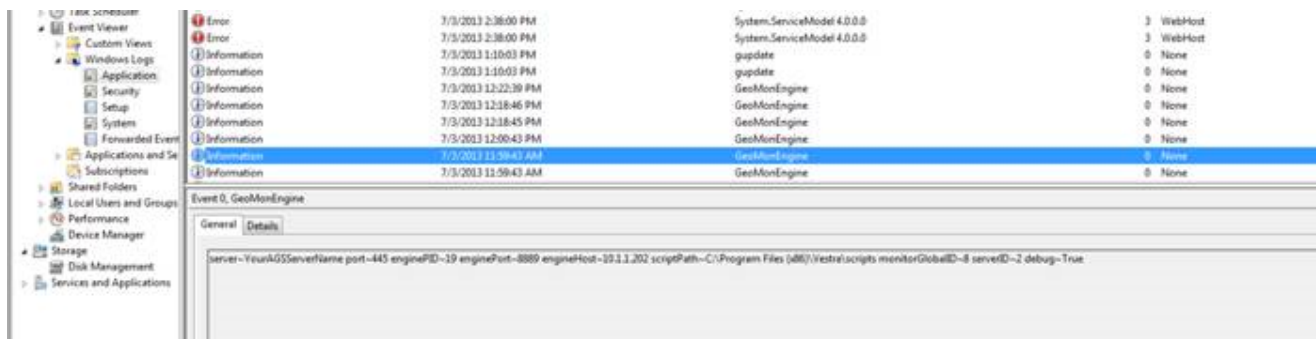 Task Scheduler
Event Viewer
Custom Views
Windows Logs
Application
Security
Setup
System
Forwarded Event
Applications and Se
Subscriptions
Shared Folders
Local Users and Groups
Performance
Device Manager
Storage
Disk Management
Services and Applications
Error 7/3/2013 2:38:00 PM System.ServiceModel 4.0.0.0 3 WebHost
Error 7/3/2013 2:38:00 PM System.ServiceModel 4.0.0.0 3 WebHost
Information 7/3/2013 1:10:03 PM gupdate 0 None
Information 7/3/2013 1:10:03 PM gupdate 0 None
Information 7/3/2013 12:22:39 PM GeoMonEngine 0 None
Information 7/3/2013 12:18:46 PM GeoMonEngine 0 None
Information 7/3/2013 12:18:45 PM GeoMonEngine 0 None
Information 7/3/2013 12:00:43 PM GeoMonEngine 0 None
Information 7/3/2013 11:59:43 AM GeoMonEngine 0 None
Information 7/3/2013 11:59:43 AM GeoMonEngine 0 None
Event 0, GeoMonEngine
General Details
server~YourAGSServerName port~445 enginePID~19 enginePort~8889 engineHost~10.1.1.202 scriptPath~C:\Program Files (x86)\Vestra\scripts monitorGlobalID~8 serverID~2 debug~True